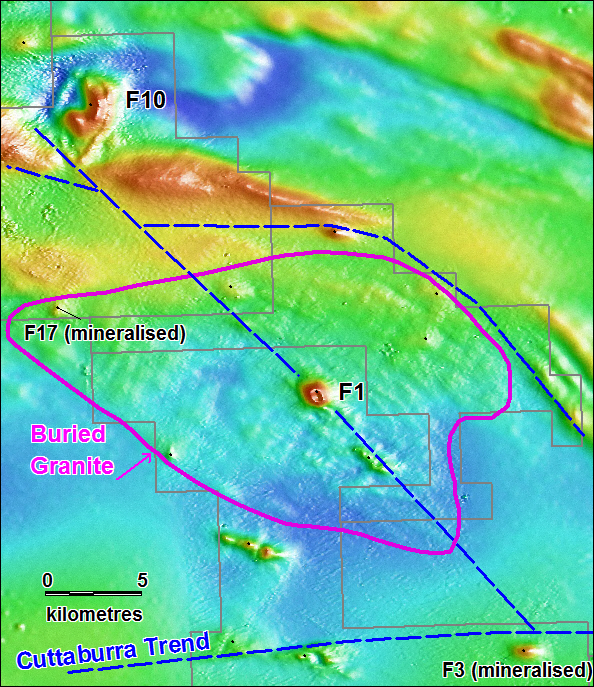 F10
F17 (mineralised)
F1
Buried
Granite
0 5
kilometres
Cuttaburra Trend
F3 (mineralised)